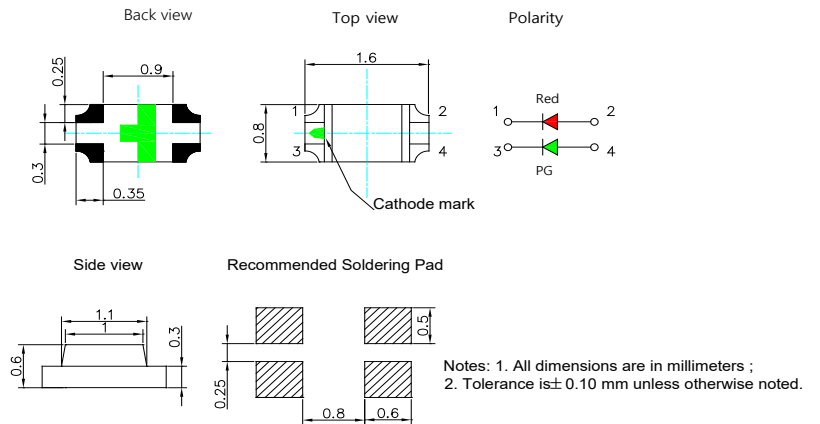 Back view
Top view
Polarity
0.25
0.9
0.3
0.35
1.6
0.8
1
2
3
4
Cathode mark
Red
1
2
3
4
PG
Side view
Recommended Soldering Pad
1.1
1
0.6
0.3
0.5
0.25
0.8
0.6
Notes: 1. All dimensions are in millimeters ;
2. Tolerance is± 0.10 mm unless otherwise noted.